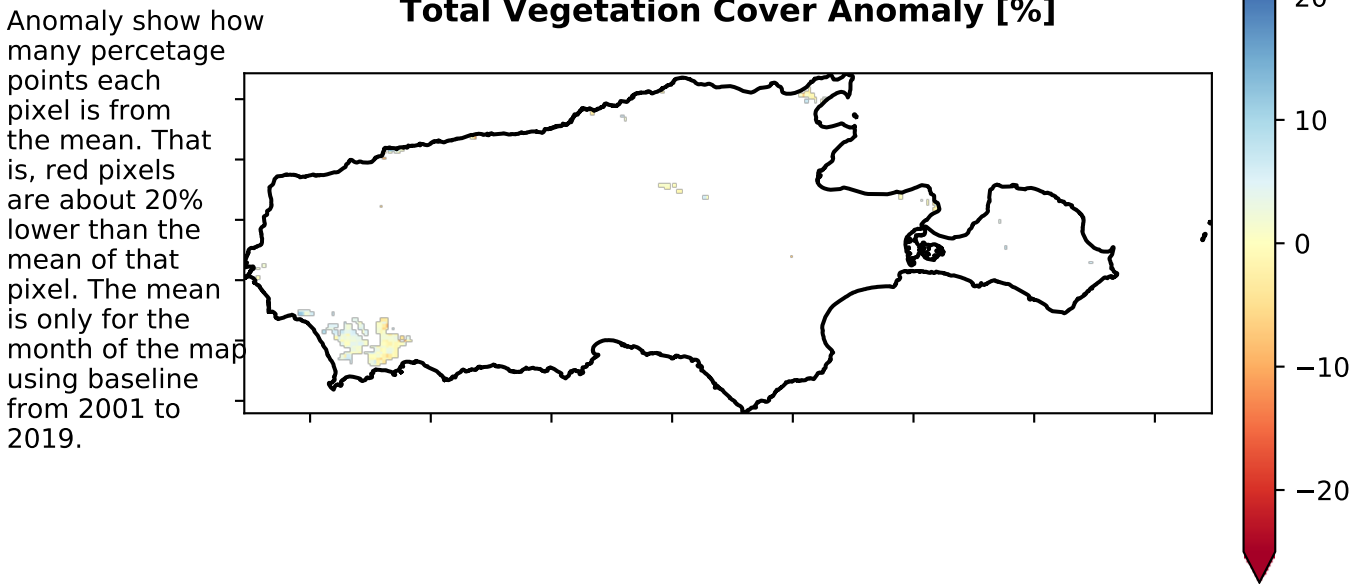 Total Vegetation Cover Anomaly [%]
Anomaly show how
many percetage
points each
pixel is from
the mean. That
is, red pixels
are about 20%
lower than the
mean of that
pixel. The mean
is only for the
month of the map
using baseline
from 2001 to
2019.
20
10
0
−10
−20